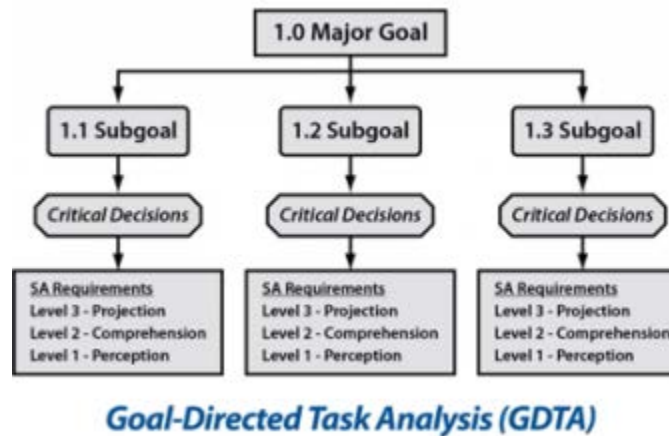 1.0 Major Goal
1.1 Subgoal
1.2 Subgoal
1.3 Subgoal
Critical Decisions
Critical Decisions
Critical Decisions
SA Requirements
Level 3 - Projection
Level 2 - Comprehension
Level 1 - Perception
SA Requirements
Level 3 - Projection
Level 2 - Comprehension
Level 1 - Perception
SA Requirements
Level 3 - Projection
Level 2 - Comprehension
Level 1 - Perception
Goal-Directed Task Analysis (GDTA)